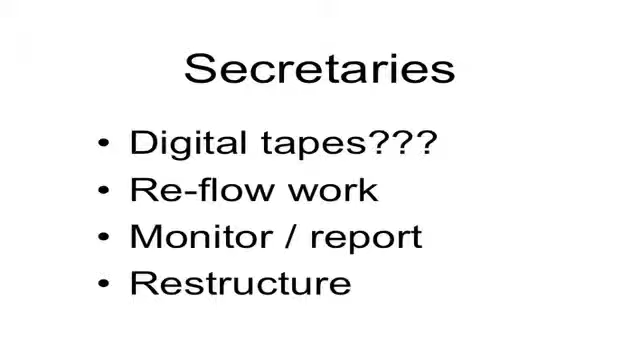 Secretaries
• Digital tapes???
• Re-flow work
• Monitor / report
• Restructure